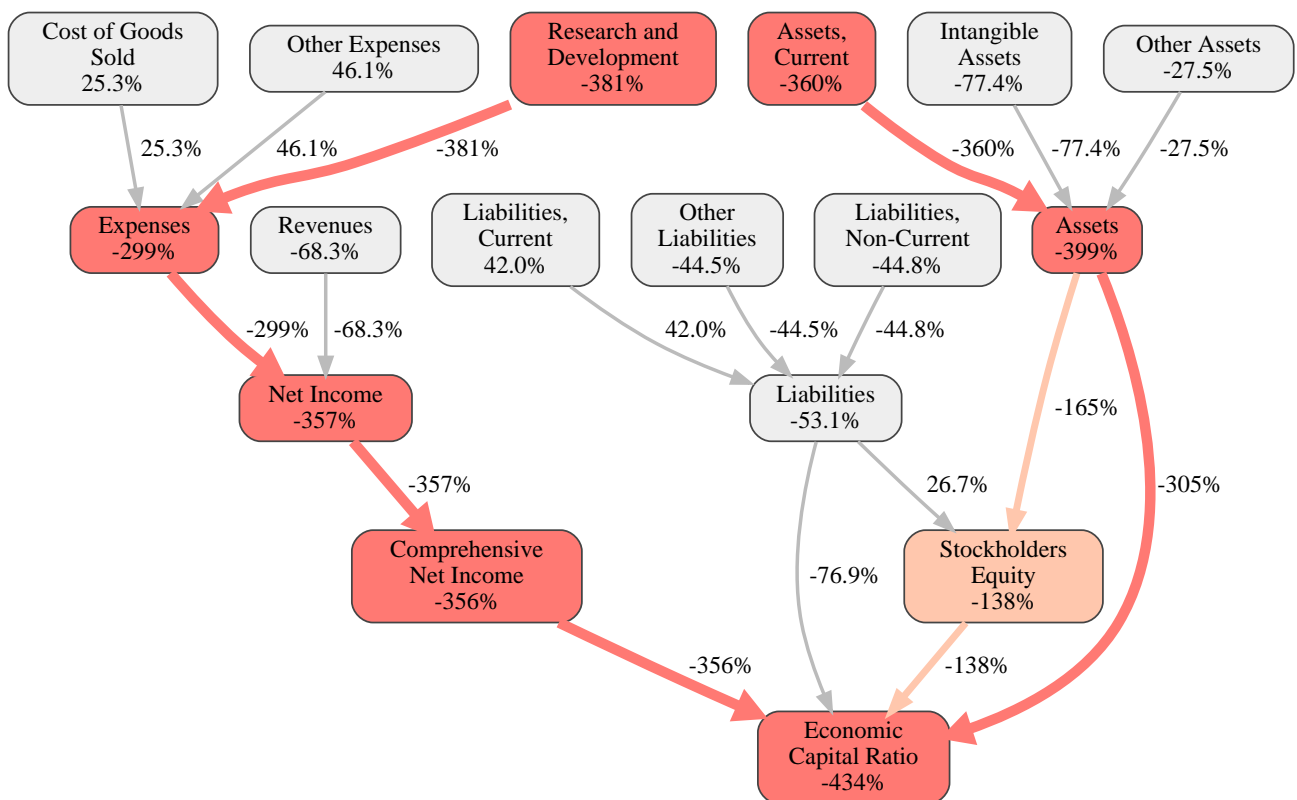 Cost of Goods
Sold
25.3%
Other Expenses
46.1%
Research and
Development
-381%
Assets,
Current
-360%
Intangible
Assets
-77.4%
Other Assets
-27.5%
25.3%
46.1%
-381%
-360%
-77.4%
-27.5%
Expenses
-299%
Revenues
-68.3%
Liabilities,
Current
42.0%
Other
Liabilities
-44.5%
Liabilities,
Non-Current
-44.8%
Assets
-399%
-299%
-68.3%
42.0%
-44.5%
-44.8%
Net Income
-357%
Liabilities
-53.1%
-165%
-357%
26.7%
-305%
Comprehensive
Net Income
-356%
-76.9%
Stockholders
Equity
-138%
-356%
-138%
Economic
Capital Ratio
-434%